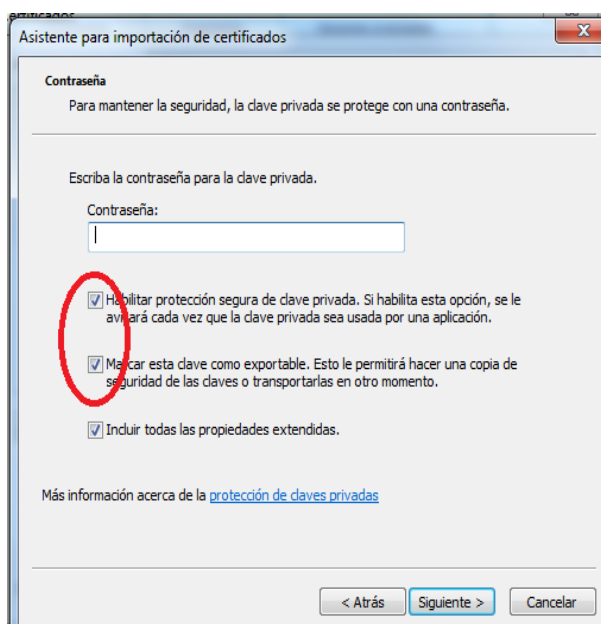 Asistente para importación de certificados
Contraseña
Para mantener la seguridad, la clave privada se protege con una contraseña.
Escriba la contraseña para la clave privada.
Contraseña:
Habilitar protección segura de clave privada. Si habilita esta opción, se le
avisará cada vez que la clave privada sea usada por una aplicación.
Marcar esta clave como exportable. Esto le permitirá hacer una copia de
seguridad de las claves o transportarlas en otro momento.
Incluir todas las propiedades extendidas.
Más información acerca de la protección de claves privadas
< Atrás
Siguiente >
Cancelar